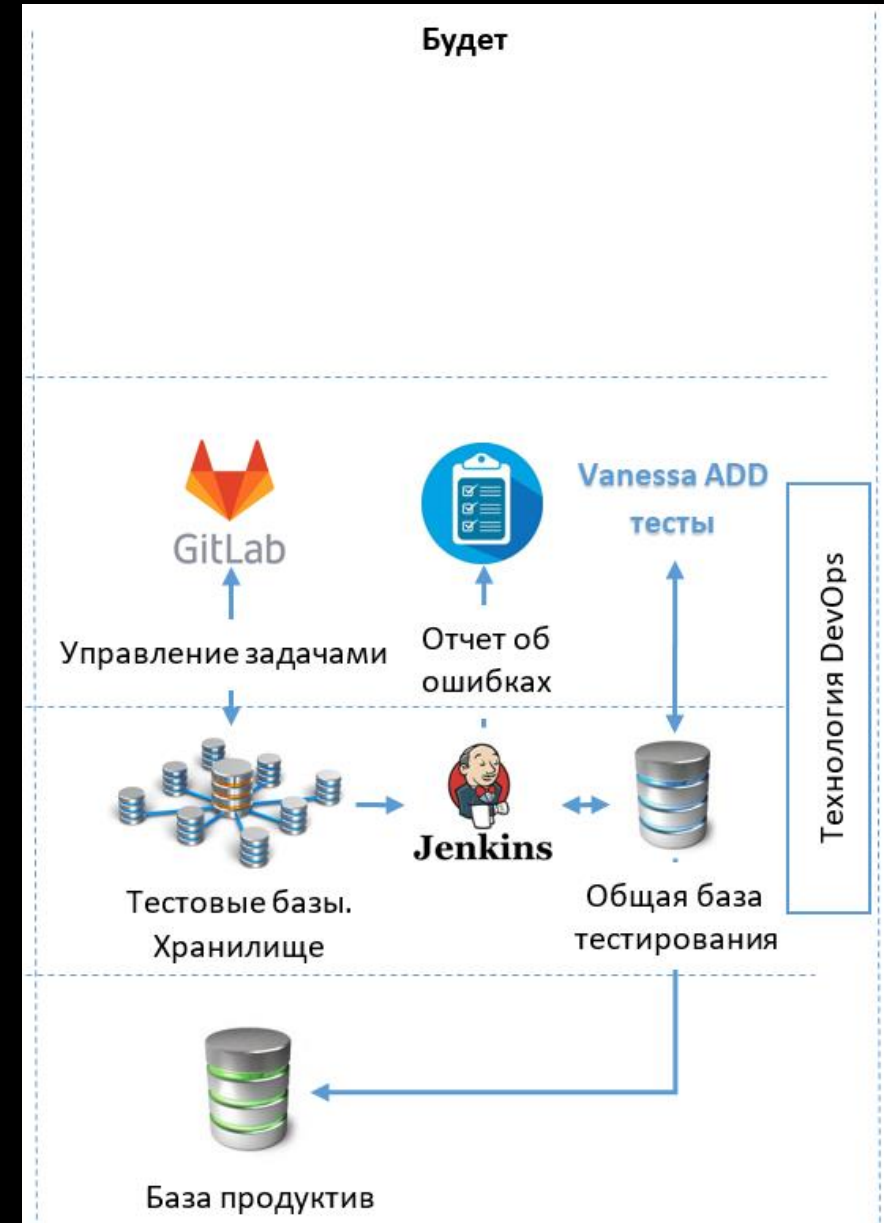 Будет
GitLab
Vanessa ADD
тесты
Управление задачами
Отчет об
ошибках
Технология DevOps
Jenkins
Тестовые базы.
Хранилище
Общая база
тестирования
База продуктив